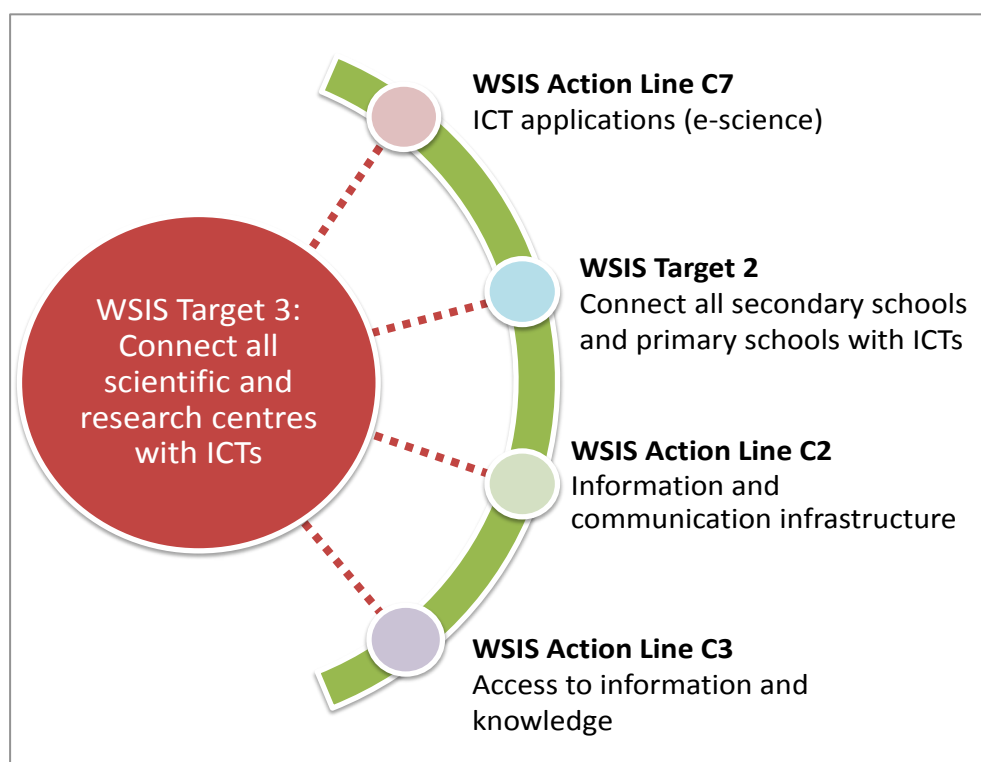 WSIS Action Line C7
ICT applications (e-science)
WSIS Target 2
Connect all secondary schools
and primary schools with ICTs
WSIS Target 3:
Connect all
scientific and
research centres
with ICTs
WSIS Action Line C2
Information and
communication infrastructure
WSIS Action Line C3
Access to information and
knowledge